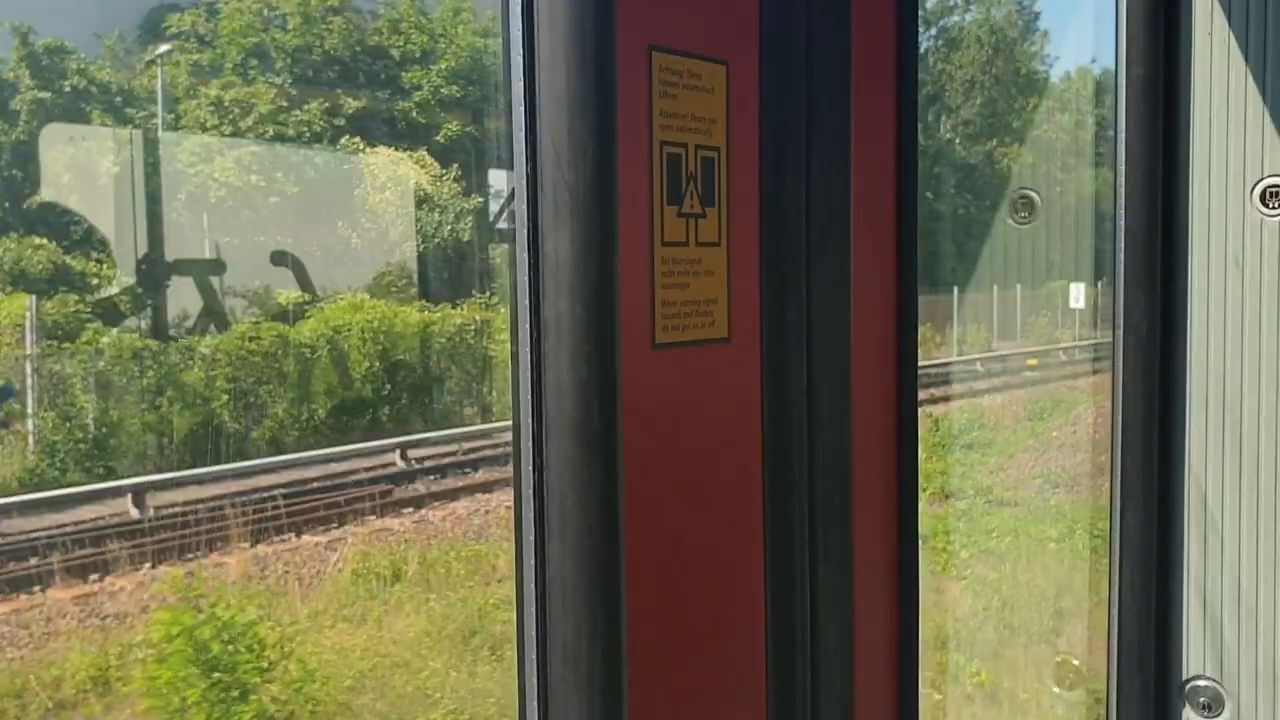 Achtung! Türen
können automatisch
öffnen
Attention! Doors can
open automatically
Bei Warnsignal
nicht mehr ein- oder
aussteigen
When warning signal
sounds and flashes,
do not get on or off